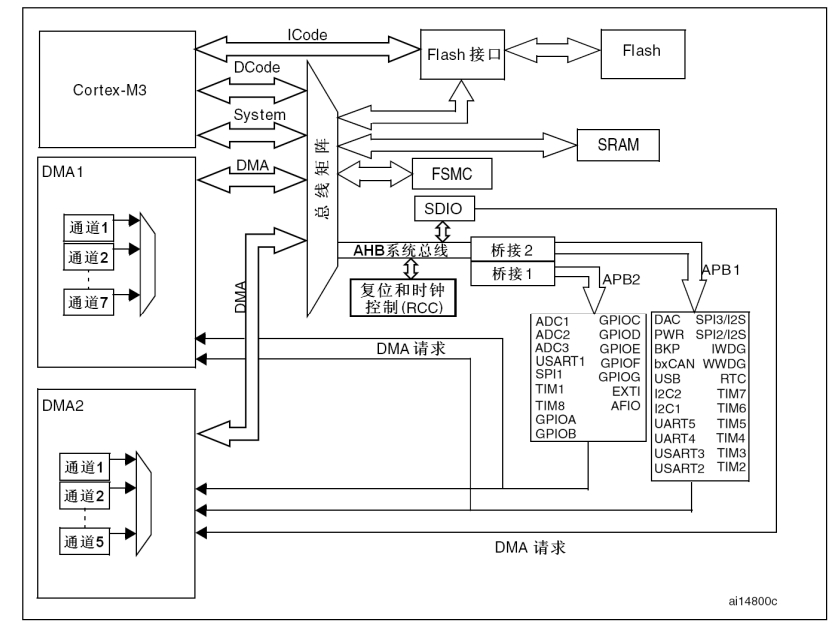 ICode
Flash 接口
Flash
DCode
Cortex-M3
System
总线矩阵
SRAM
DMA1
DMA
FSMC
SDIO
通道1
通道2
通道7
AHB系统总线
桥接 2
桥接 1
APB2
APB1
DMA
复位和时钟
控制(RCC)
ADC1 GPIOC
ADC2 GPIOD
ADC3 GPIOE
USART1 GPIOF
SPI1 GPIOG
TIM1 EXTI
TIM8 AFIO
GPIOA
GPIOB
DAC SPI3/I2S
PWR SPI2/I2S
BKP IWDG
bxCAN WWDG
USB RTC
I2C2 TIM7
I2C1 TIM6
UART5 TIM5
UART4 TIM4
USART3 TIM3
USART2 TIM2
DMA 请求
DMA2
通道1
通道2
通道5
DMA 请求
ai14800c